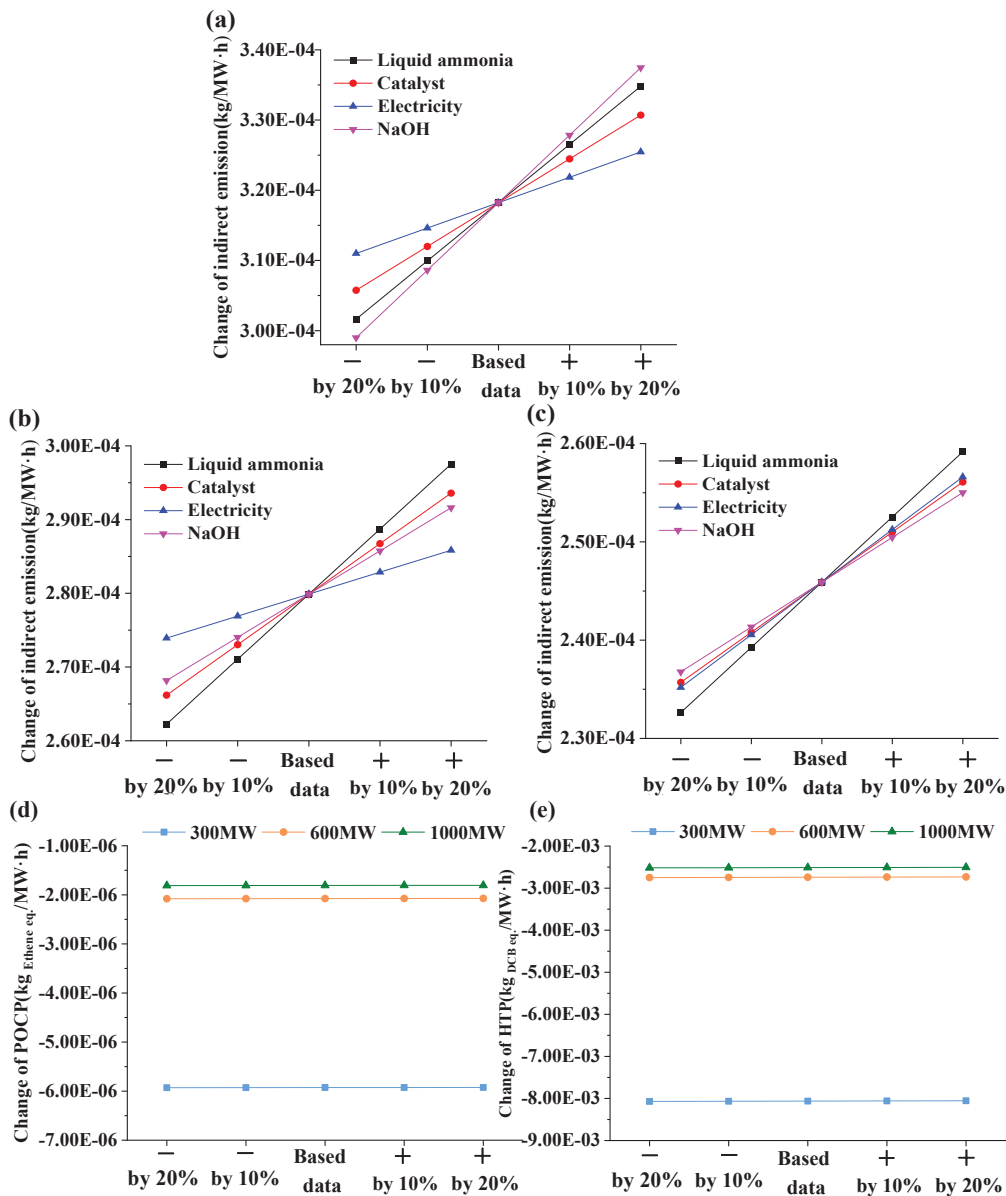 (a)
Change of indirect emission(kg/MW·h)
3.40E-04
3.30E-04
3.20E-04
3.10E-04
3.00E-04
Liquid ammonia
Catalyst
Electricity
NaOH
− − Based + +
by 20% by 10% data by 10% by 20%
(b)
Change of indirect emission(kg/MW·h)
3.00E-04
2.90E-04
2.80E-04
2.70E-04
2.60E-04
Liquid ammonia
Catalyst
Electricity
NaOH
− − Based + +
by 20% by 10% data by 10% by 20%
(c)
Change of indirect emission(kg/MW·h)
2.60E-04
2.50E-04
2.40E-04
2.30E-04
Liquid ammonia
Catalyst
Electricity
NaOH
− − Based + +
by 20% by 10% data by 10% by 20%
(d)
300MW 600MW 1000MW
Change of POCP(kg Ethene eq./MW·h)
-1.00E-06
-2.00E-06
-3.00E-06
-4.00E-06
-5.00E-06
-6.00E-06
-7.00E-06
− − Based + +
by 20% by 10% data by 10% by 20%
(e)
300MW 600MW 1000MW
Change of HTP(kg DCB eq./MW·h)
-2.00E-03
-3.00E-03
-4.00E-03
-5.00E-03
-6.00E-03
-7.00E-03
-8.00E-03
-9.00E-03
− − Based + +
by 20% by 10% data by 10% by 20%